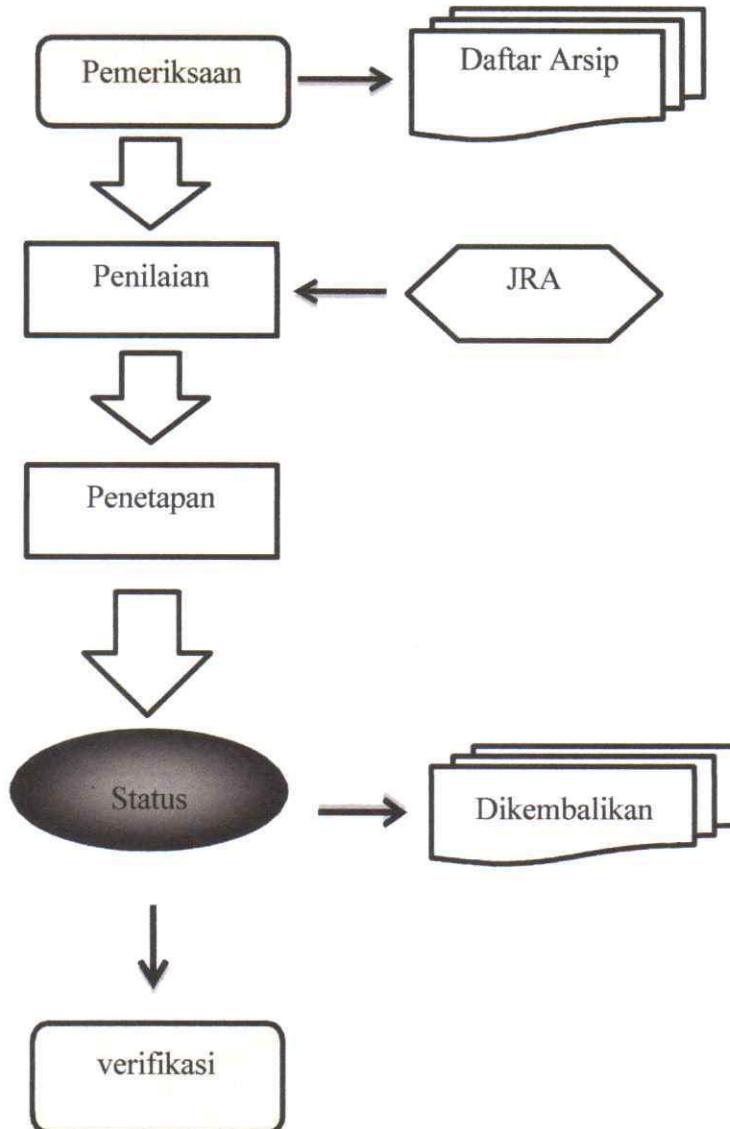 Pemeriksaan
Daftar Arsip
Penilaian
JRA
Penetapan
Status
Dikembalikan
verifikasi